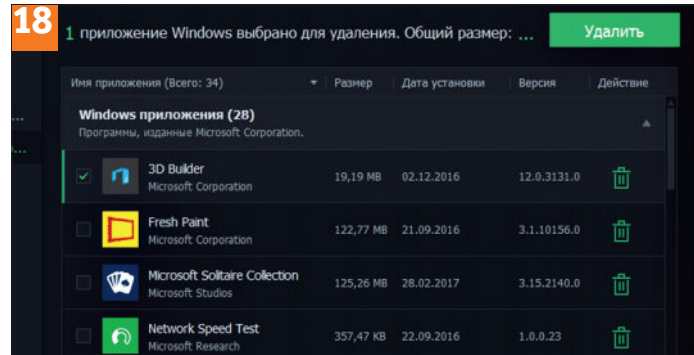 18
1 приложение Windows выбрано для удаления. Общий размер: ... Удалить
Имя приложения (Всего: 34) Размер Дата установки Версия Действие
Windows приложения (28)
Программы, изданные Microsoft Corporation.
3D Builder
Microsoft Corporation
19,19 MB 02.12.2016 12.0.3131.0
Fresh Paint
Microsoft Corporation
122,77 MB 21.09.2016 3.1.10156.0
Microsoft Solitaire Collection
Microsoft Studios
125,26 MB 28.02.2017 3.15.2140.0
Network Speed Test
Microsoft Research
357,47 KB 22.09.2016 1.0.0.23